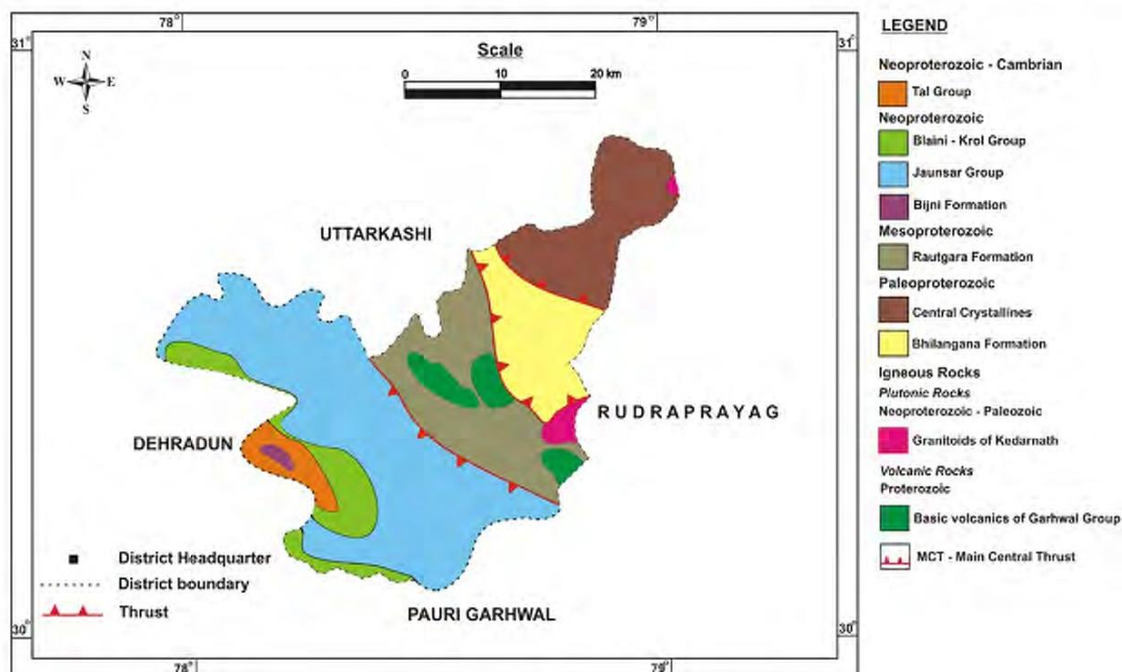 78°
79°
31°
31°
Scale
N
W
E
S
0
10
20 km
UTTARKASHI
RUDRAPRAYAG
DEHRADUN
PAURI GARHWAL
District Headquarter
District boundary
Thrust
30°
30°
78°
79°
LEGEND
Neoproterozoic - Cambrian
Tal Group
Neoproterozoic
Blaini - Krol Group
Jaunsar Group
Bijni Formation
Mesoproterozoic
Rautgara Formation
Paleoproterozoic
Central Crystallines
Bhilangana Formation
Igneous Rocks
Plutonic Rocks
Neoproterozoic - Paleozoic
Granitoids of Kedarnath
Volcanic Rocks
Proterozoic
Basic volcanics of Garhwal Group
MCT - Main Central Thrust